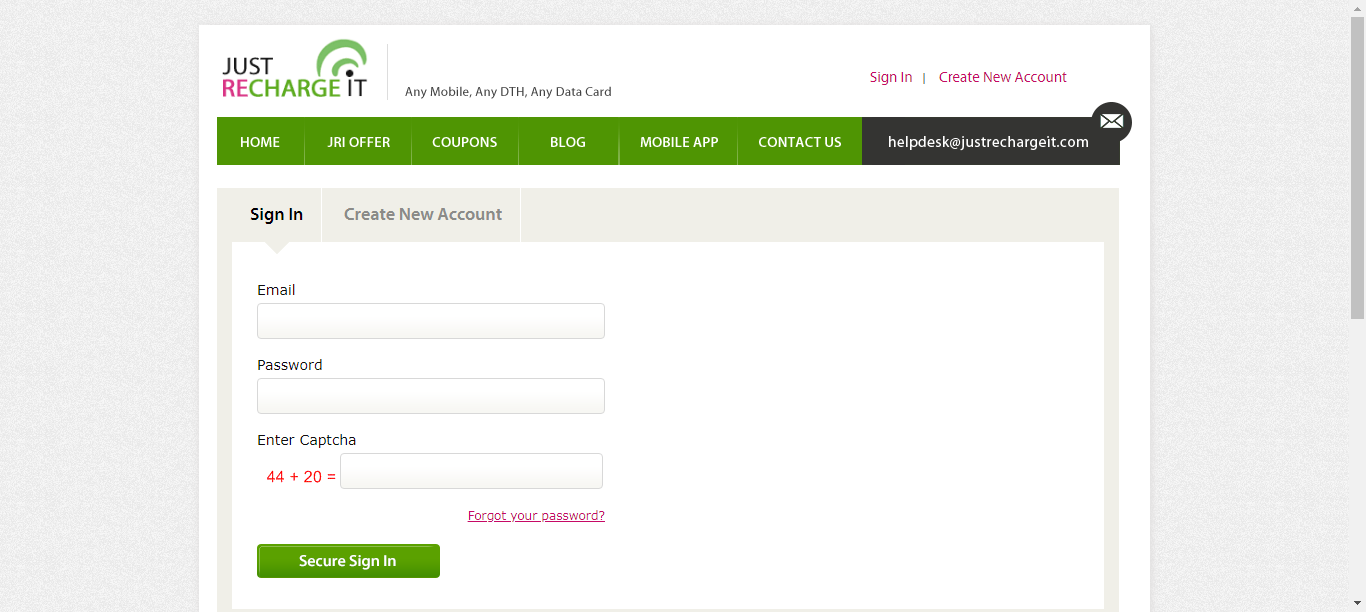 JUST
RECHARGE iT
Any Mobile, Any DTH, Any Data Card
Sign In | Create New Account
HOME JRI OFFER COUPONS BLOG MOBILE APP CONTACT US helpdesk@justrechargeit.com
Sign In Create New Account
Email
Password
Enter Captcha
44 + 20 =
Forgot your password?
Secure Sign In